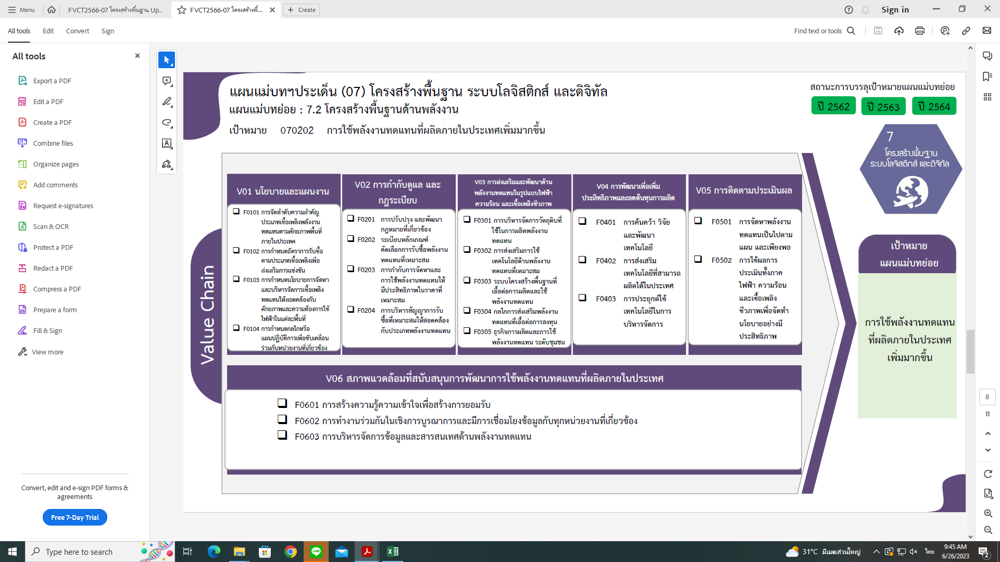 Menu
FVCT2566-07 โครงสร้างพื้นฐาน Up...
FVCT2566-07 โครงสร้างพื้...
Create
Sign in
All tools
Edit
Convert
Sign
Find text or tools
All tools
Export a PDF
Edit a PDF
Create a PDF
Combine files
Organize pages
Add comments
Request e-signatures
Scan & OCR
Protect a PDF
Redact a PDF
Compress a PDF
Prepare a form
Fill & Sign
View more
Convert, edit and e-sign PDF forms &
agreements
Free 7-Day Trial
แผนแม่บทฯประเด็น (07) โครงสร้างพื้นฐาน ระบบโลจิสติกส์ และดิจิทัล
แผนแม่บทย่อย : 7.2 โครงสร้างพื้นฐานด้านพลังงาน
เป้าหมาย 070202 การใช้พลังงานทดแทนที่ผลิตภายในประเทศเพิ่มมากขึ้น
สถานะการบรรลุเป้าหมายแผนแม่บทย่อย
ปี 2562
ปี 2563
ปี 2564
7
โครงสร้างพื้นฐาน
ระบบโลจิสติกส์ และดิจิทัล
Value Chain
V01 นโยบายและแผนงาน
F0101 การจัดลำดับความสำคัญ
ประเภทเชื้อเพลิงพลังงาน
ทดแทนตามศักยภาพพื้นที่
ภายในประเทศ
F0102 การกำหนดอัตราการรับซื้อ
ตามประเภทเชื้อเพลิงเพื่อ
ส่งเสริมการแข่งขัน
F0103 การกำหนดนโยบายการจัดหา
และบริหารจัดการเชื้อเพลิง
ทดแทนให้สอดคล้องกับ
ศักยภาพและความต้องการใช้
ไฟฟ้าในแต่ละพื้นที่
F0104 การกำหนดกลไกหรือ
แผนปฏิบัติการเพื่อขับเคลื่อน
ร่วมกับหน่วยงานที่เกี่ยวข้อง
V02 การกำกับดูแล และ
กฎระเบียบ
F0201 การปรับปรุง และพัฒนา
กฎหมายที่เกี่ยวข้อง
F0202 ระเบียบหลักเกณฑ์
คัดเลือกการรับซื้อพลังงาน
ทดแทนที่เหมาะสม
F0203 การกำกับการจัดหาและ
การใช้พลังงานทดแทนให้
มีประสิทธิภาพในราคาที่
เหมาะสม
F0204 การบริหารสัญญาการรับ
ซื้อที่เหมาะสมให้สอดคล้อง
กับประเภทพลังงานทดแทน
V03 การส่งเสริมและพัฒนาด้าน
พลังงานทดแทนในรูปแบบไฟฟ้า
ความร้อน และเชื้อเพลิงชีวภาพ
F0301 การบริหารจัดการวัตถุดิบที่
ใช้ในการผลิตพลังงาน
ทดแทน
F0302 การส่งเสริมการใช้
เทคโนโลยีด้านพลังงาน
ทดแทนที่เหมาะสม
F0303 ระบบโครงสร้างพื้นฐานที่
เอื้อต่อการผลิตและใช้
พลังงานทดแทน
F0304 กลไกการส่งเสริมพลังงาน
ทดแทนที่เอื้อต่อการลงทุน
F0305 ธุรกิจการผลิตและการใช้
พลังงานทดแทน ระดับชุมชน
V04 การพัฒนาเพื่อเพิ่ม
ประสิทธิภาพและลดต้นทุนการผลิต
F0401 การค้นคว้า วิจัย
และพัฒนา
เทคโนโลยี
F0402 การส่งเสริม
เทคโนโลยีที่สามารถ
ผลิตได้ในประเทศ
F0403 การประยุกต์ใช้
เทคโนโลยีในการ
บริหารจัดการ
V05 การติดตามประเมินผล
F0501 การจัดหาพลังงาน
ทดแทนเป็นไปตาม
แผน และเพียงพอ
F0502 การใช้ผลการ
ประเมินทั้งภาค
ไฟฟ้า ความร้อน
และเชื้อเพลิง
ชีวภาพเพื่อจัดทำ
นโยบายอย่างมี
ประสิทธิภาพ
V06 สภาพแวดล้อมที่สนับสนุนการพัฒนาการใช้พลังงานทดแทนที่ผลิตภายในประเทศ
F0601 การสร้างความรู้ความเข้าใจเพื่อสร้างการยอมรับ
F0602 การทำงานร่วมกันในเชิงการบูรณาการและมีการเชื่อมโยงข้อมูลกับทุกหน่วยงานที่เกี่ยวข้อง
F0603 การบริหารจัดการข้อมูลและสารสนเทศด้านพลังงานทดแทน
เป้าหมาย
แผนแม่บทย่อย
การใช้พลังงานทดแทน
ที่ผลิตภายในประเทศ
เพิ่มมากขึ้น
8
11
Type here to search
LINE
31°C มีเมฆส่วนใหญ่
ไทย
9:45 AM
6/26/2023
2